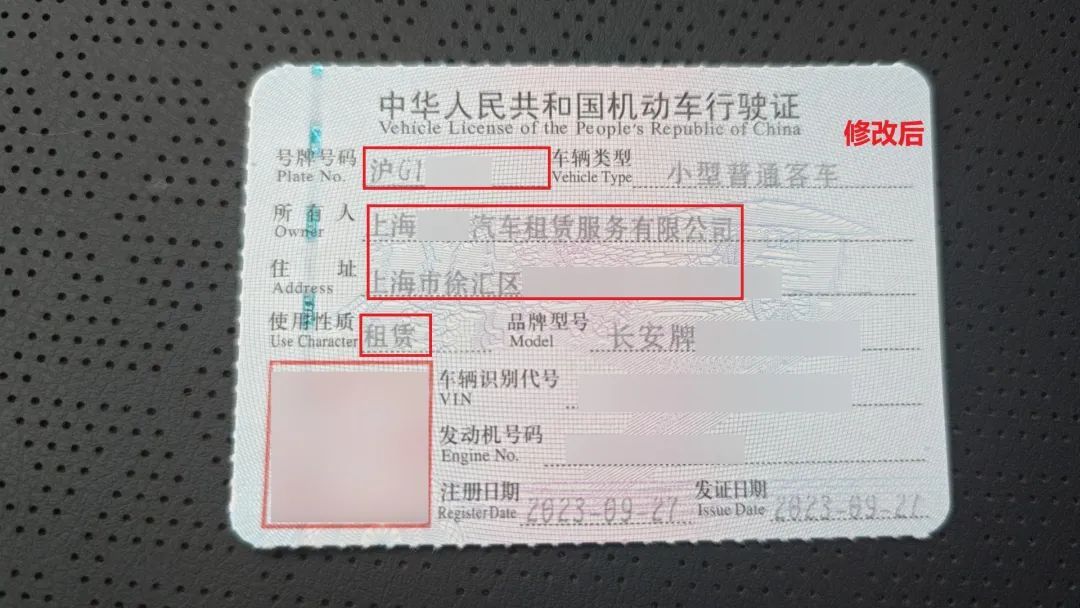 中华人民共和国机动车行驶证
Vehicle License of the People's Republic of China
修改后
号牌号码 沪G1 车辆类型 小型普通客车
Plate No. Vehicle Type
所有人 上海 汽车租赁服务有限公司
Owner
住址 上海市徐汇区
Address
使用性质 租赁 品牌型号 长安牌
Use Character Model
车辆识别代号
VIN
发动机号码
Engine No.
注册日期 2023-09-27 发证日期 2023-09-27
Register Date Issue Date